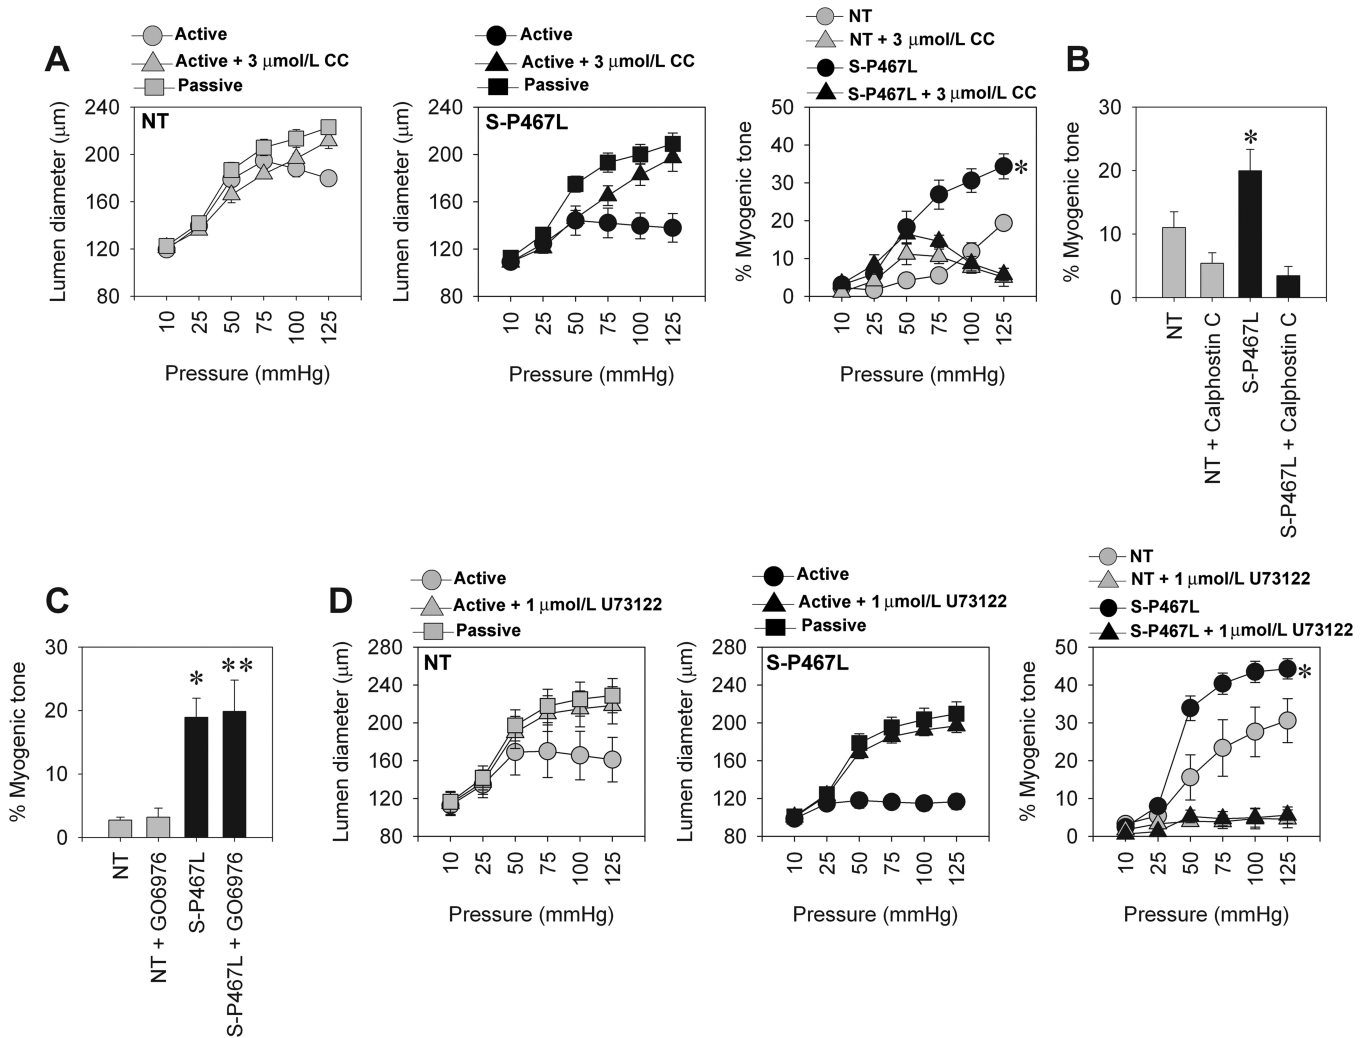 A
Active
Active + 3 μmol/L CC
Passive
NT
Lumen diameter (μm)
240
200
160
120
80
10
25
50
75
100
125
Pressure (mmHg)
Active
Active + 3 μmol/L CC
Passive
S-P467L
Lumen diameter (μm)
240
200
160
120
80
10
25
50
75
100
125
Pressure (mmHg)
NT
NT + 3 μmol/L CC
S-P467L
S-P467L + 3 μmol/L CC
% Myogenic tone
50
40
30
20
10
0
*
10
25
50
75
100
125
Pressure (mmHg)
B
% Myogenic tone
30
20
10
0
*
NT
NT + Calphostin C
S-P467L
S-P467L + Calphostin C
C
% Myogenic tone
30
20
10
0
*
**
NT
NT + GO6976
S-P467L
S-P467L + GO6976
D
Active
Active + 1 μmol/L U73122
Passive
NT
Lumen diameter (μm)
280
240
200
160
120
80
10
25
50
75
100
125
Pressure (mmHg)
Active
Active + 1 μmol/L U73122
Passive
S-P467L
Lumen diameter (μm)
280
240
200
160
120
80
10
25
50
75
100
125
Pressure (mmHg)
NT
NT + 1 μmol/L U73122
S-P467L
S-P467L + 1μmol/L U73122
% Myogenic tone
50
40
30
20
10
0
*
10
25
50
75
100
125
Pressure (mmHg)